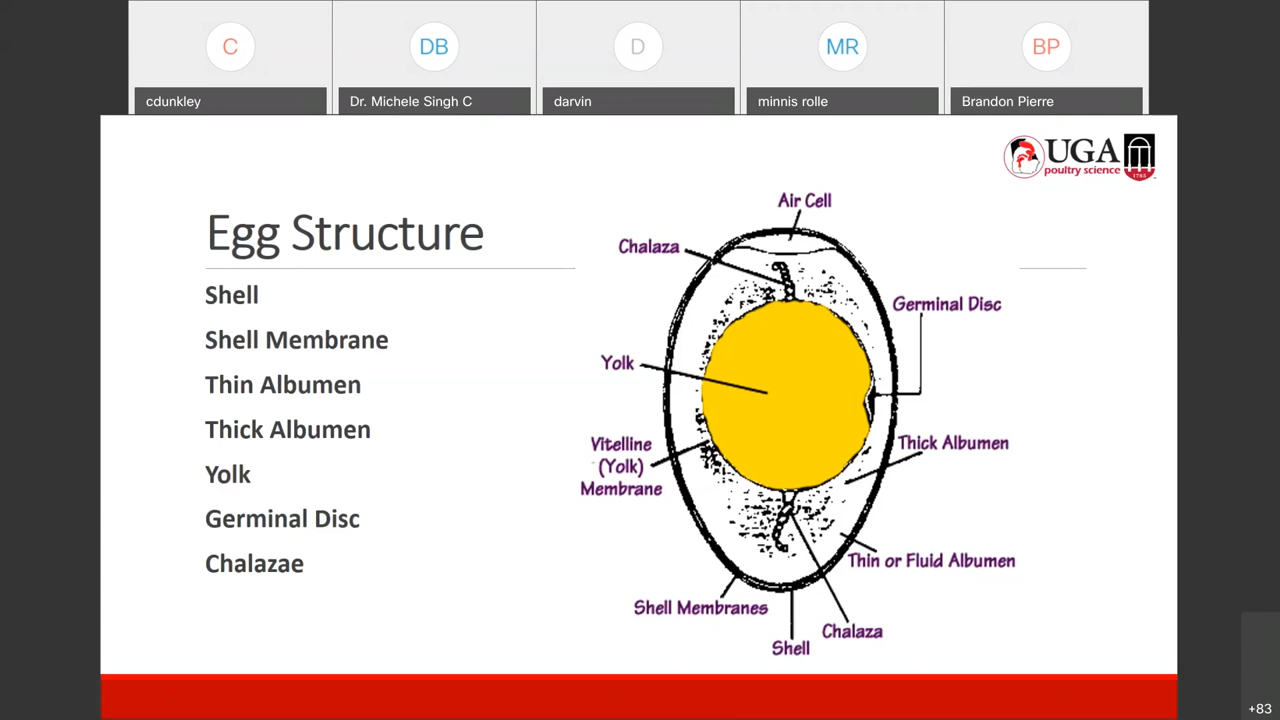 C
DB
D
MR
BP
cdunkley
Dr. Michele Singh C
darvin
minnis rolle
Brandon Pierre
UGA
poultry science
1785
Egg Structure
Shell
Shell Membrane
Thin Albumen
Thick Albumen
Yolk
Germinal Disc
Chalazae
Air Cell
Chalaza
Germinal Disc
Yolk
Vitelline
(Yolk)
Membrane
Thick Albumen
Thin or Fluid Albumen
Shell Membranes
Chalaza
Shell
+83